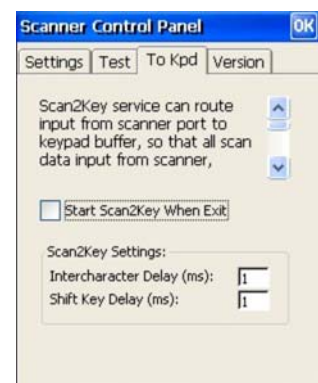 Scanner Control Panel OK
Settings Test To Kpd Version
Scan2Key service can route
input from scanner port to
keypad buffer, so that all scan
data input from scanner,
Start Scan2Key When Exit
Scan2Key Settings:
Intercharacter Delay (ms): 1
Shift Key Delay (ms): 1